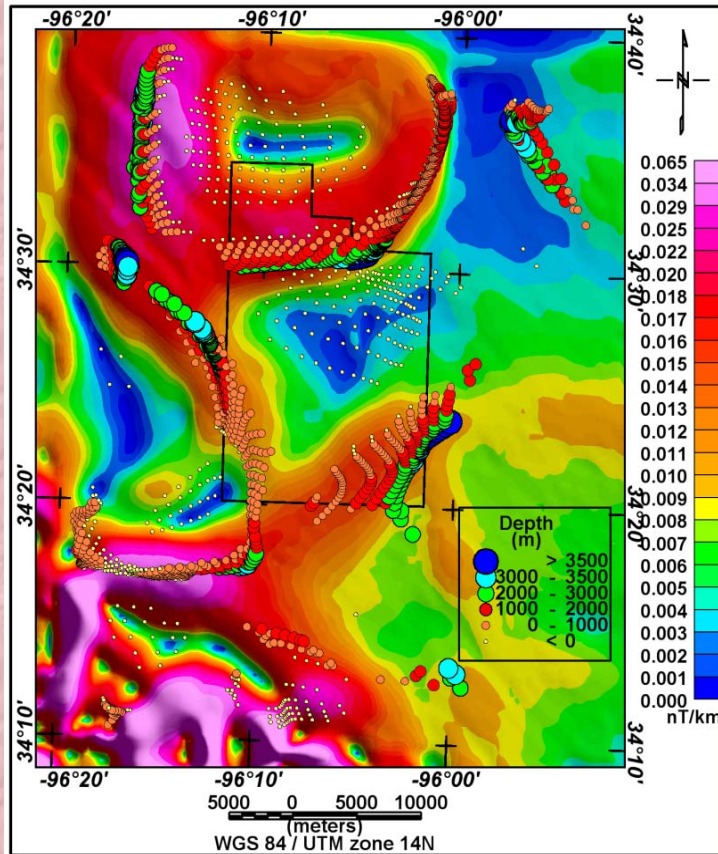 -96°20' -96°10' -96°00'
34°40'
N
34°30' 34°30'
34°20' 34°20'
34°10' 34°10'
0.065
0.034
0.029
0.025
0.022
0.020
0.018
0.017
0.016
0.014
0.013
0.012
0.011
0.010
0.009
0.008
0.007
0.006
0.005
0.004
0.003
0.002
0.001
0.000
nT/km
Depth
(m)
> 3500
3000 - 3500
2000 - 3000
1000 - 2000
0 - 1000
< 0
-96°20' -96°10' -96°00'
5000 0 5000 10000
(meters)
WGS 84 / UTM zone 14N